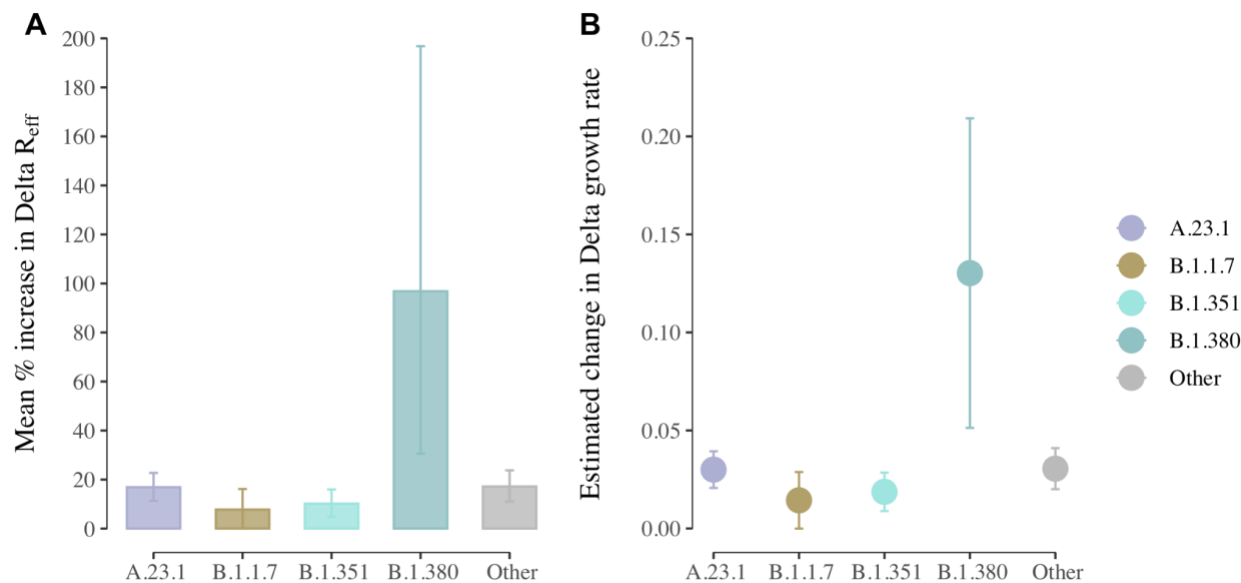 A
Mean % increase in Delta Reff
200
180
160
140
120
100
80
60
40
20
0
A.23.1 B.1.1.7 B.1.351 B.1.380 Other
B
Estimated change in Delta growth rate
0.25
0.20
0.15
0.10
0.05
0.00
A.23.1 B.1.1.7 B.1.351 B.1.380 Other
A.23.1
B.1.1.7
B.1.351
B.1.380
Other